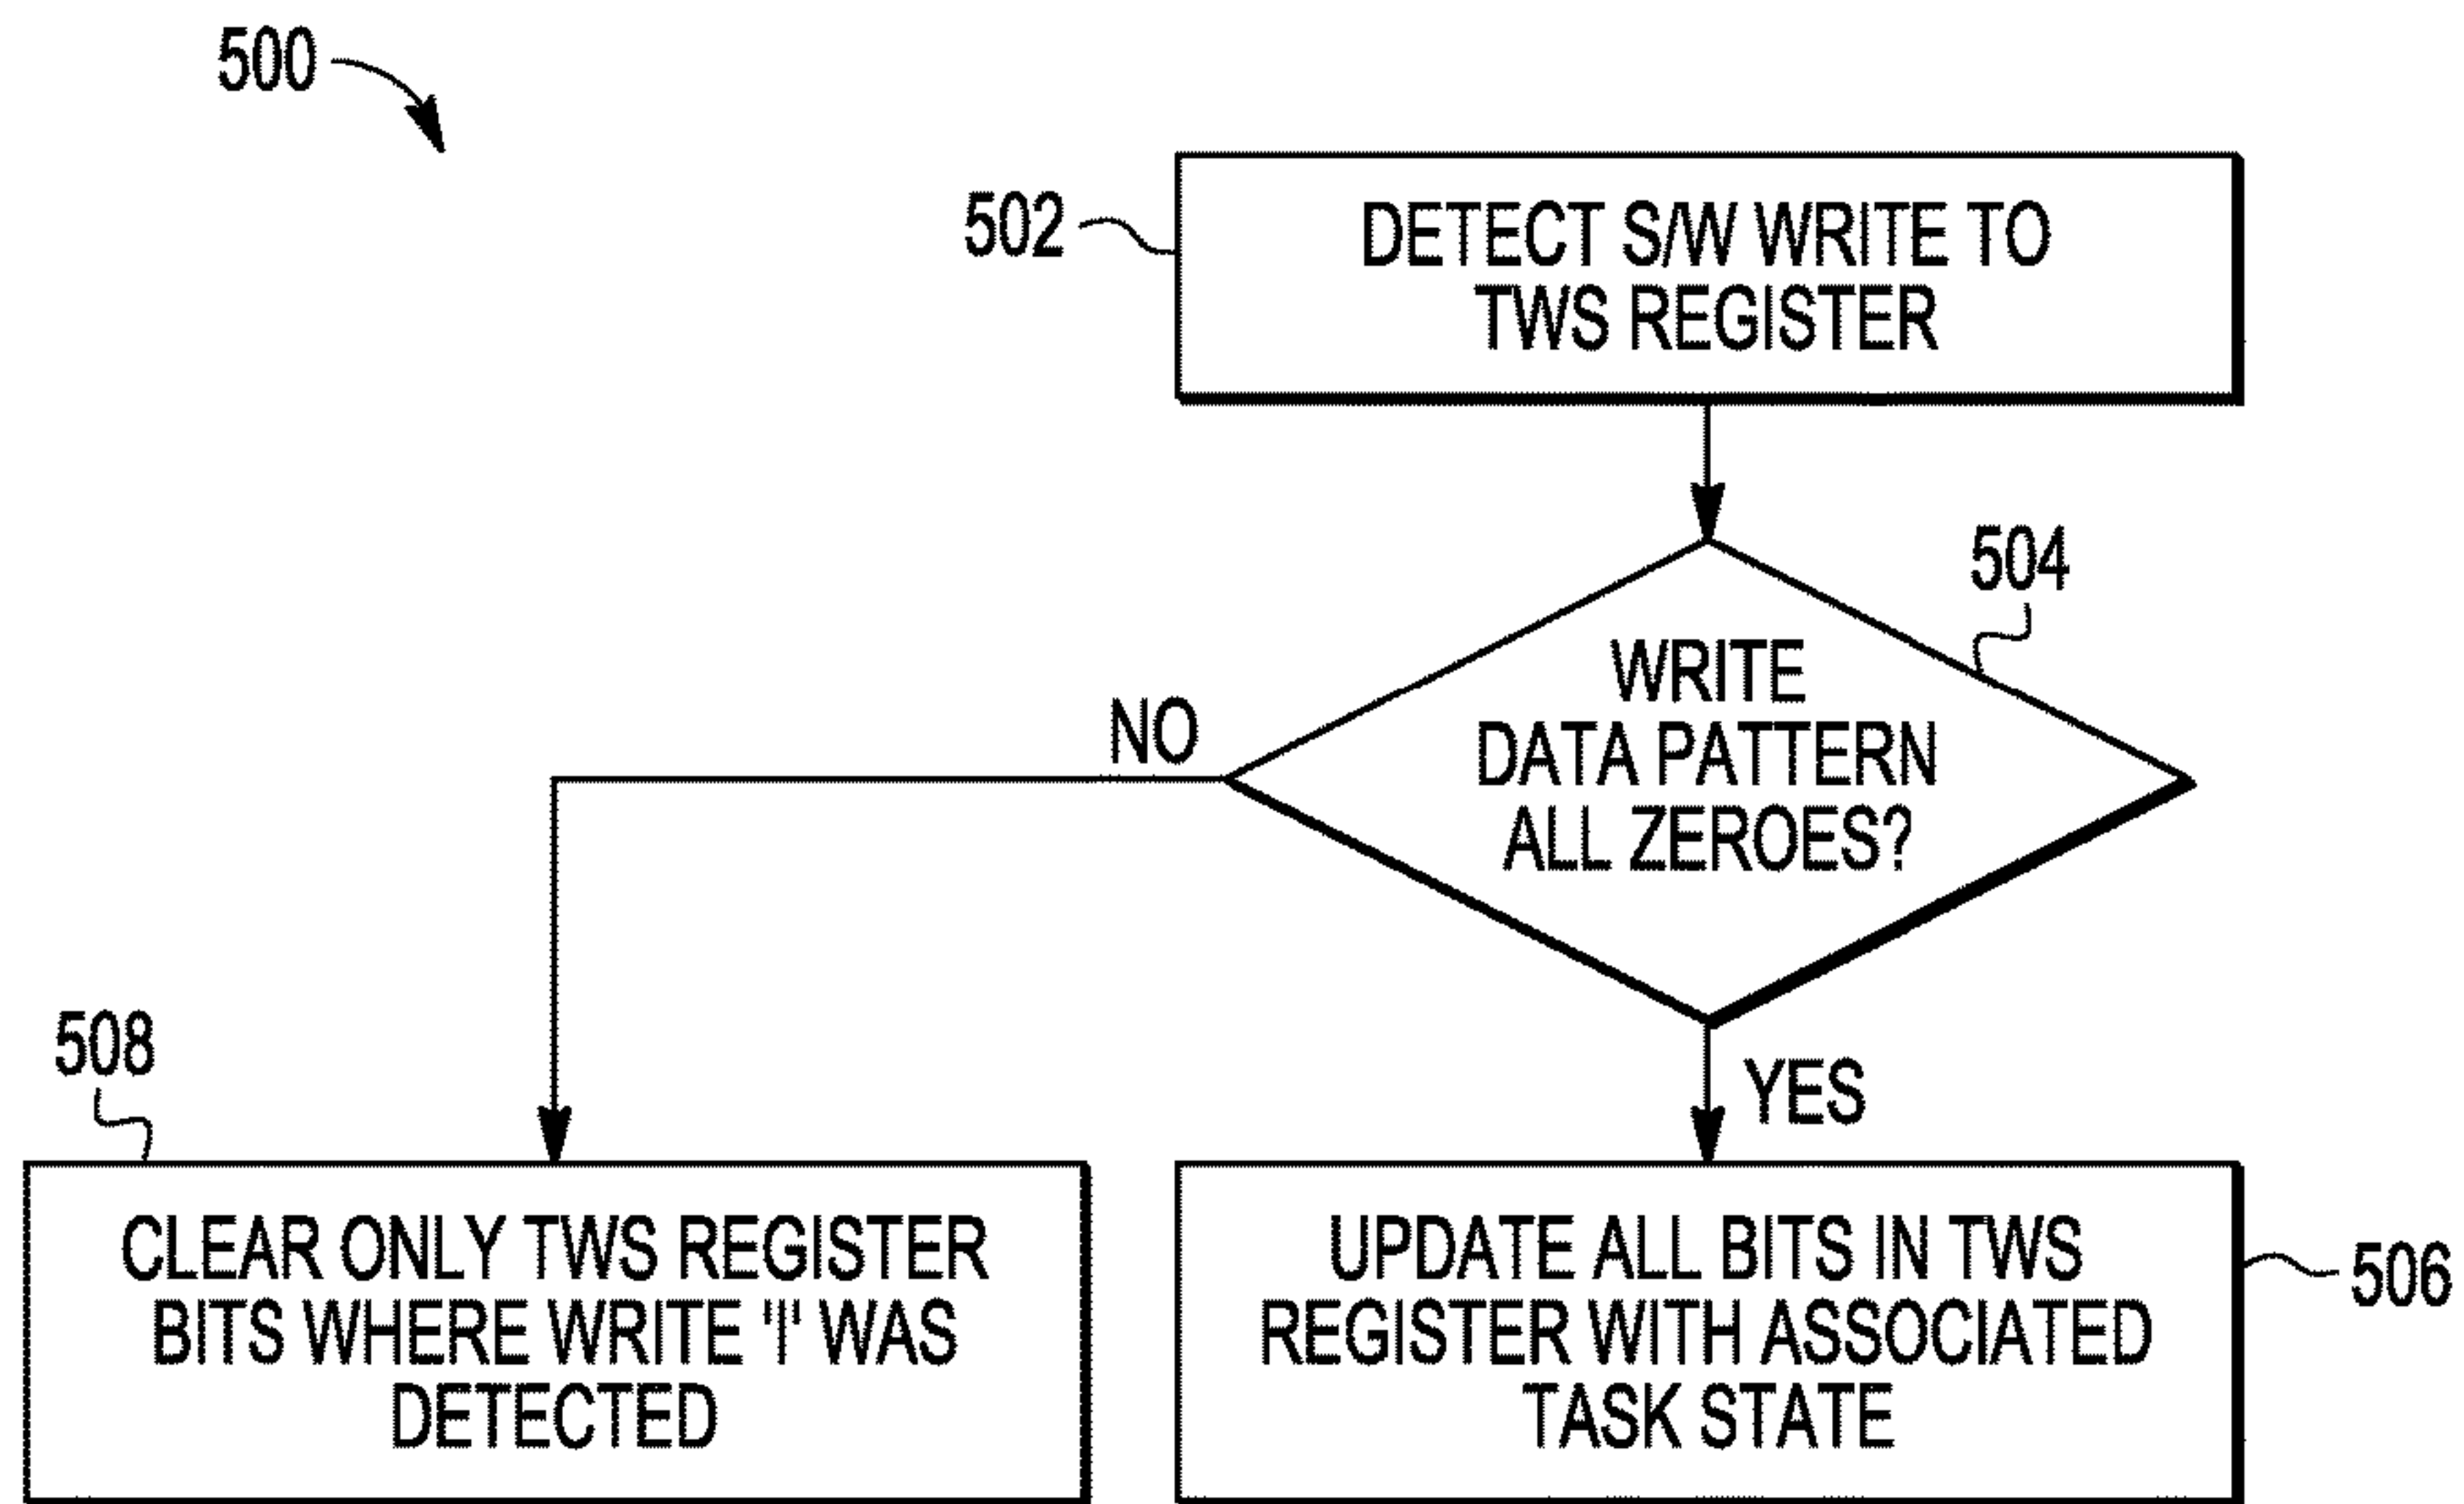 500
502
DETECT S/W WRITE TO
TWS REGISTER
504
WRITE
DATA PATTERN
ALL ZEROES?
NO
YES
508
CLEAR ONLY TWS REGISTER
BITS WHERE WRITE '1' WAS
DETECTED
UPDATE ALL BITS IN TWS
REGISTER WITH ASSOCIATED
TASK STATE
506